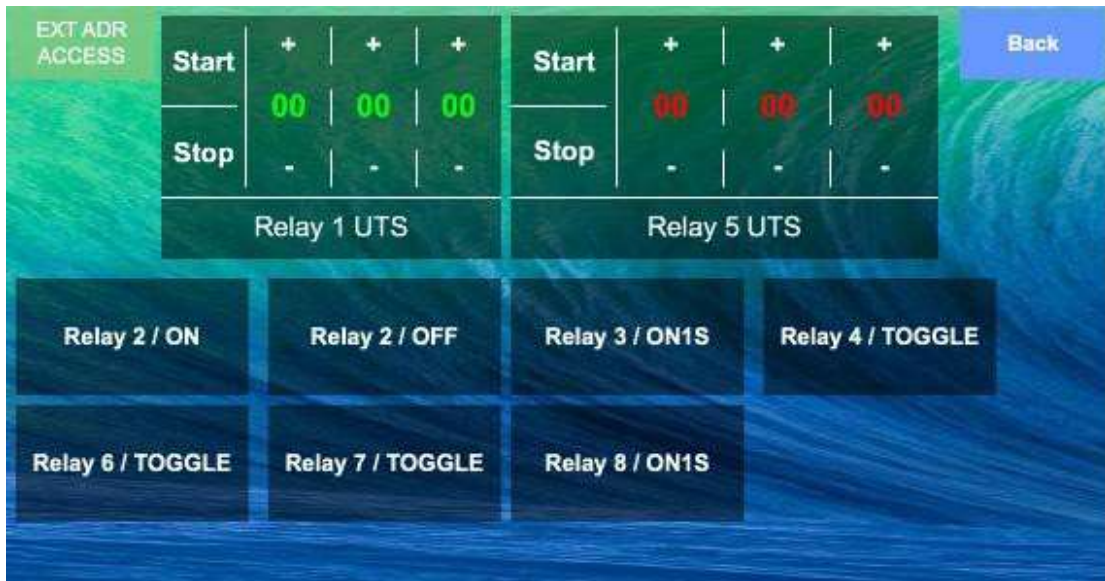 EXT ADR
ACCESS
Start
+ + +
00 00 00
Stop
- - -
Relay 1 UTS
Start
+ + +
00 00 00
Stop
- - -
Relay 5 UTS
Back
Relay 2 / ON
Relay 2 / OFF
Relay 3 / ON1S
Relay 4 / TOGGLE
Relay 6 / TOGGLE
Relay 7 / TOGGLE
Relay 8 / ON1S